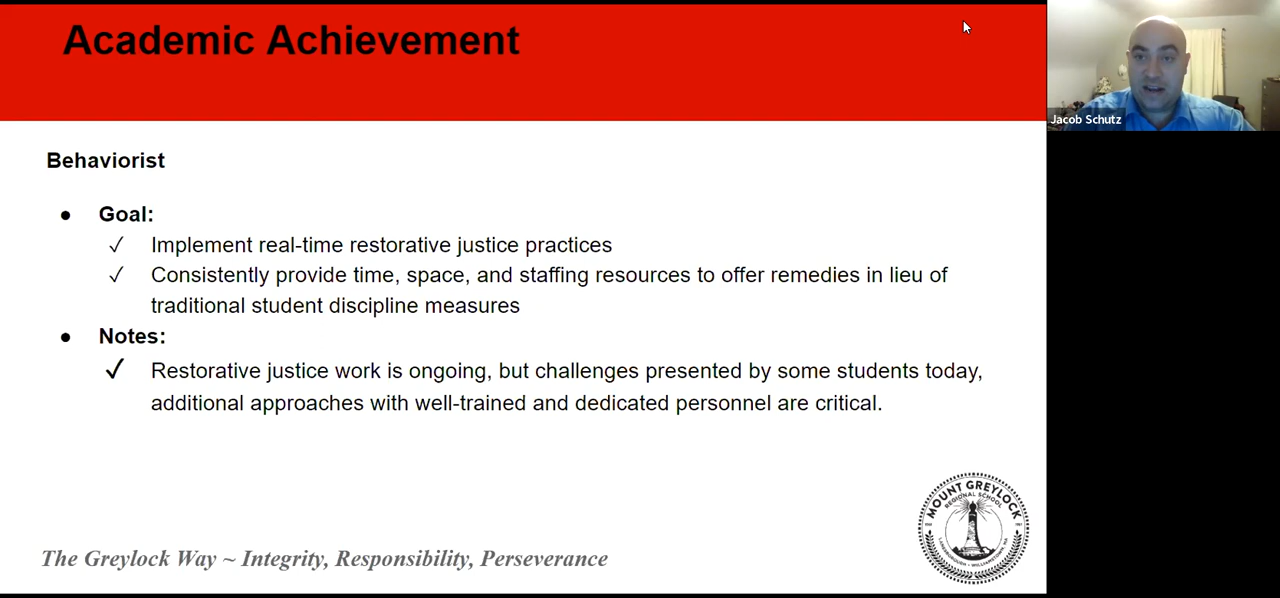 Academic Achievement
Jacob Schutz
Behaviorist
● Goal:
✓ Implement real-time restorative justice practices
✓ Consistently provide time, space, and staffing resources to offer remedies in lieu of
traditional student discipline measures
● Notes:
✓ Restorative justice work is ongoing, but challenges presented by some students today,
additional approaches with well-trained and dedicated personnel are critical.
MOUNT GREYLOCK
REGIONAL SCHOOL
The Greylock Way ~ Integrity, Responsibility, Perseverance